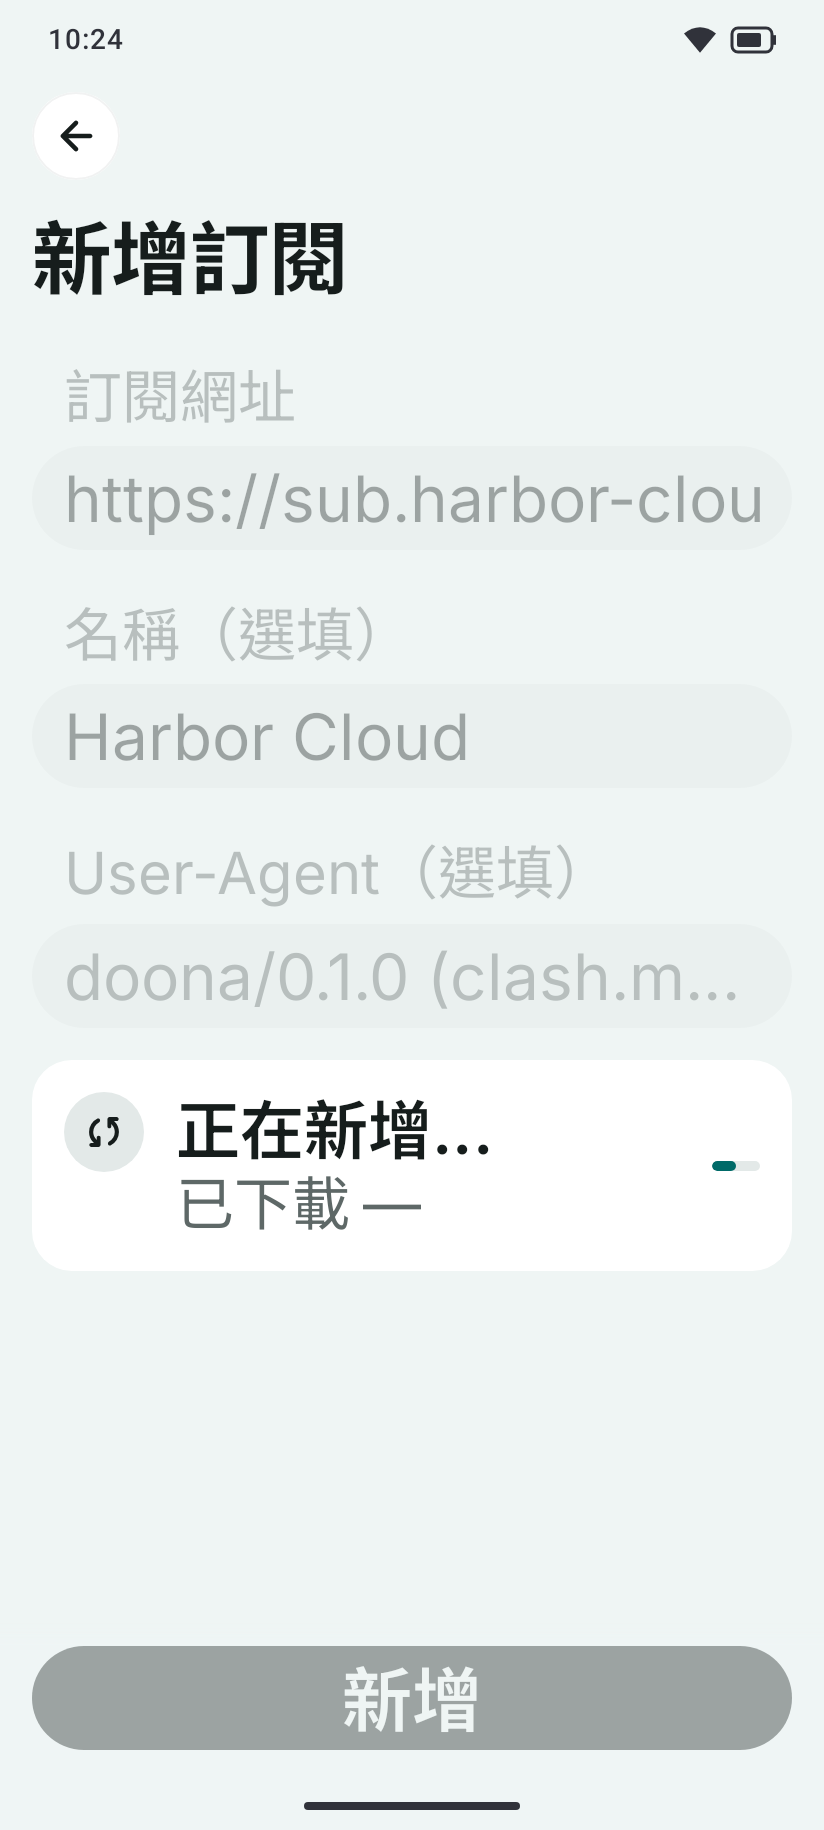 10:24
新增訂閱
訂閱網址
https://sub.harbor-clou
名稱（選填）
Harbor Cloud
User-Agent（選填）
doona/0.1.0 (clash.m...
正在新增...
已下載 —
新增